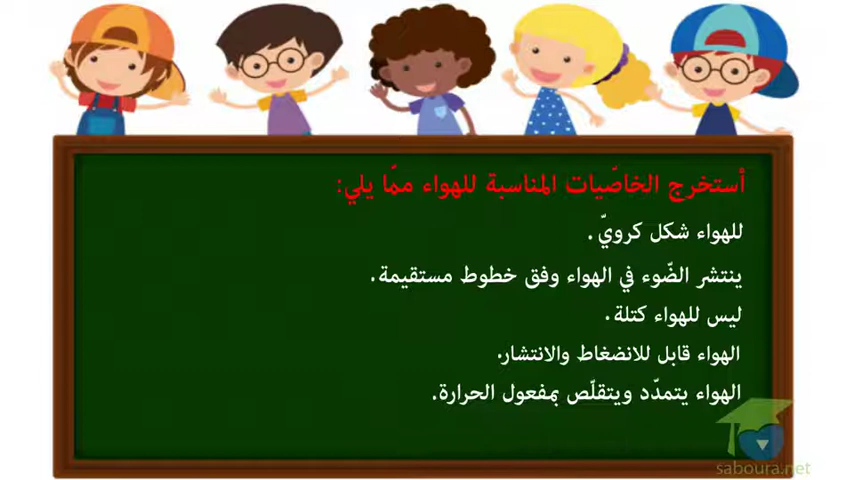 أستخرج الخاصّيات المناسبة للهواء ممّا يلي:
للهواء شكل كرويّ.
ينتشر الضّوء في الهواء وفق خطوط مستقيمة.
ليس للهواء كتلة.
الهواء قابل للانضغاط والانتشار.
الهواء يتمدّد ويتقلّص بمفعول الحرارة.
saboura.net